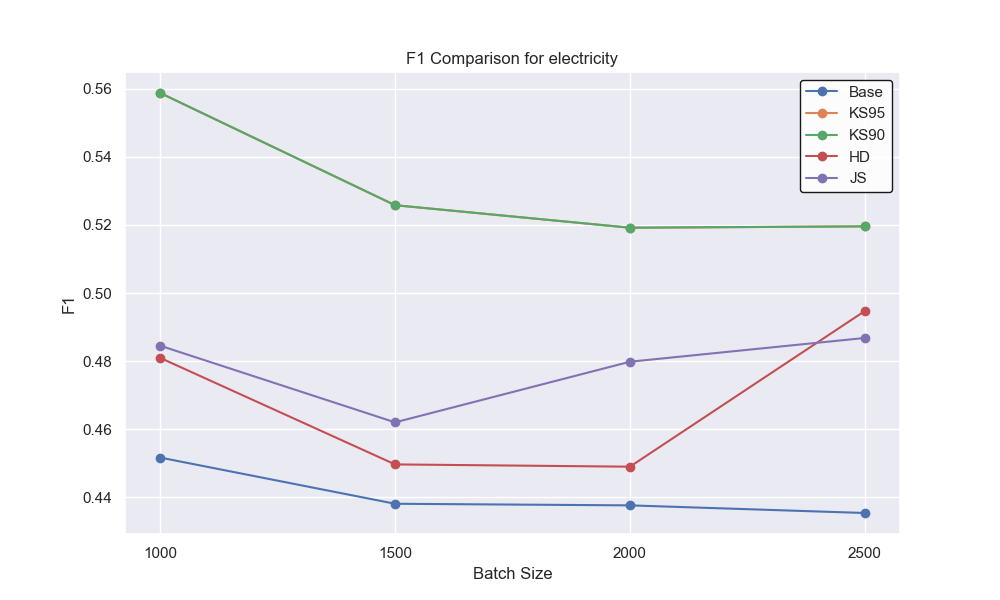 F1 Comparison for electricity
0.56
0.54
0.52
0.50
0.48
0.46
0.44
F1
1000 1500 2000 2500
Batch Size
Base
KS95
KS90
HD
JS